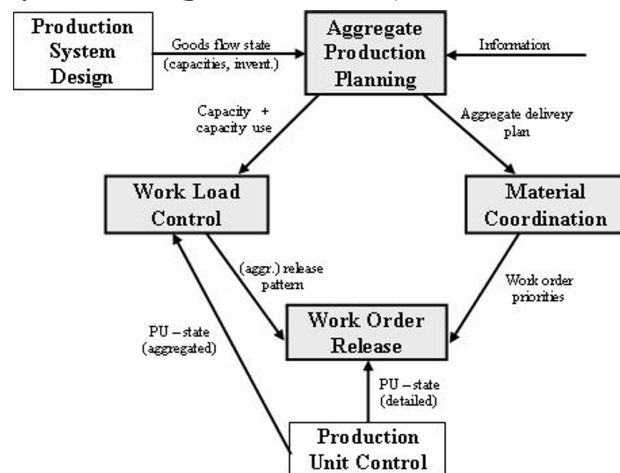 Production
System
Design
Goods flow state
(capacities, invent.)
Aggregate
Production
Planning
Information
Capacity +
capacity use
Aggregate delivery
plan
Work Load
Control
Material
Coordination
(aggr.) release
pattern
Work order
priorities
Work Order
Release
PU – state
(aggregated)
PU – state
(detailed)
Production
Unit Control